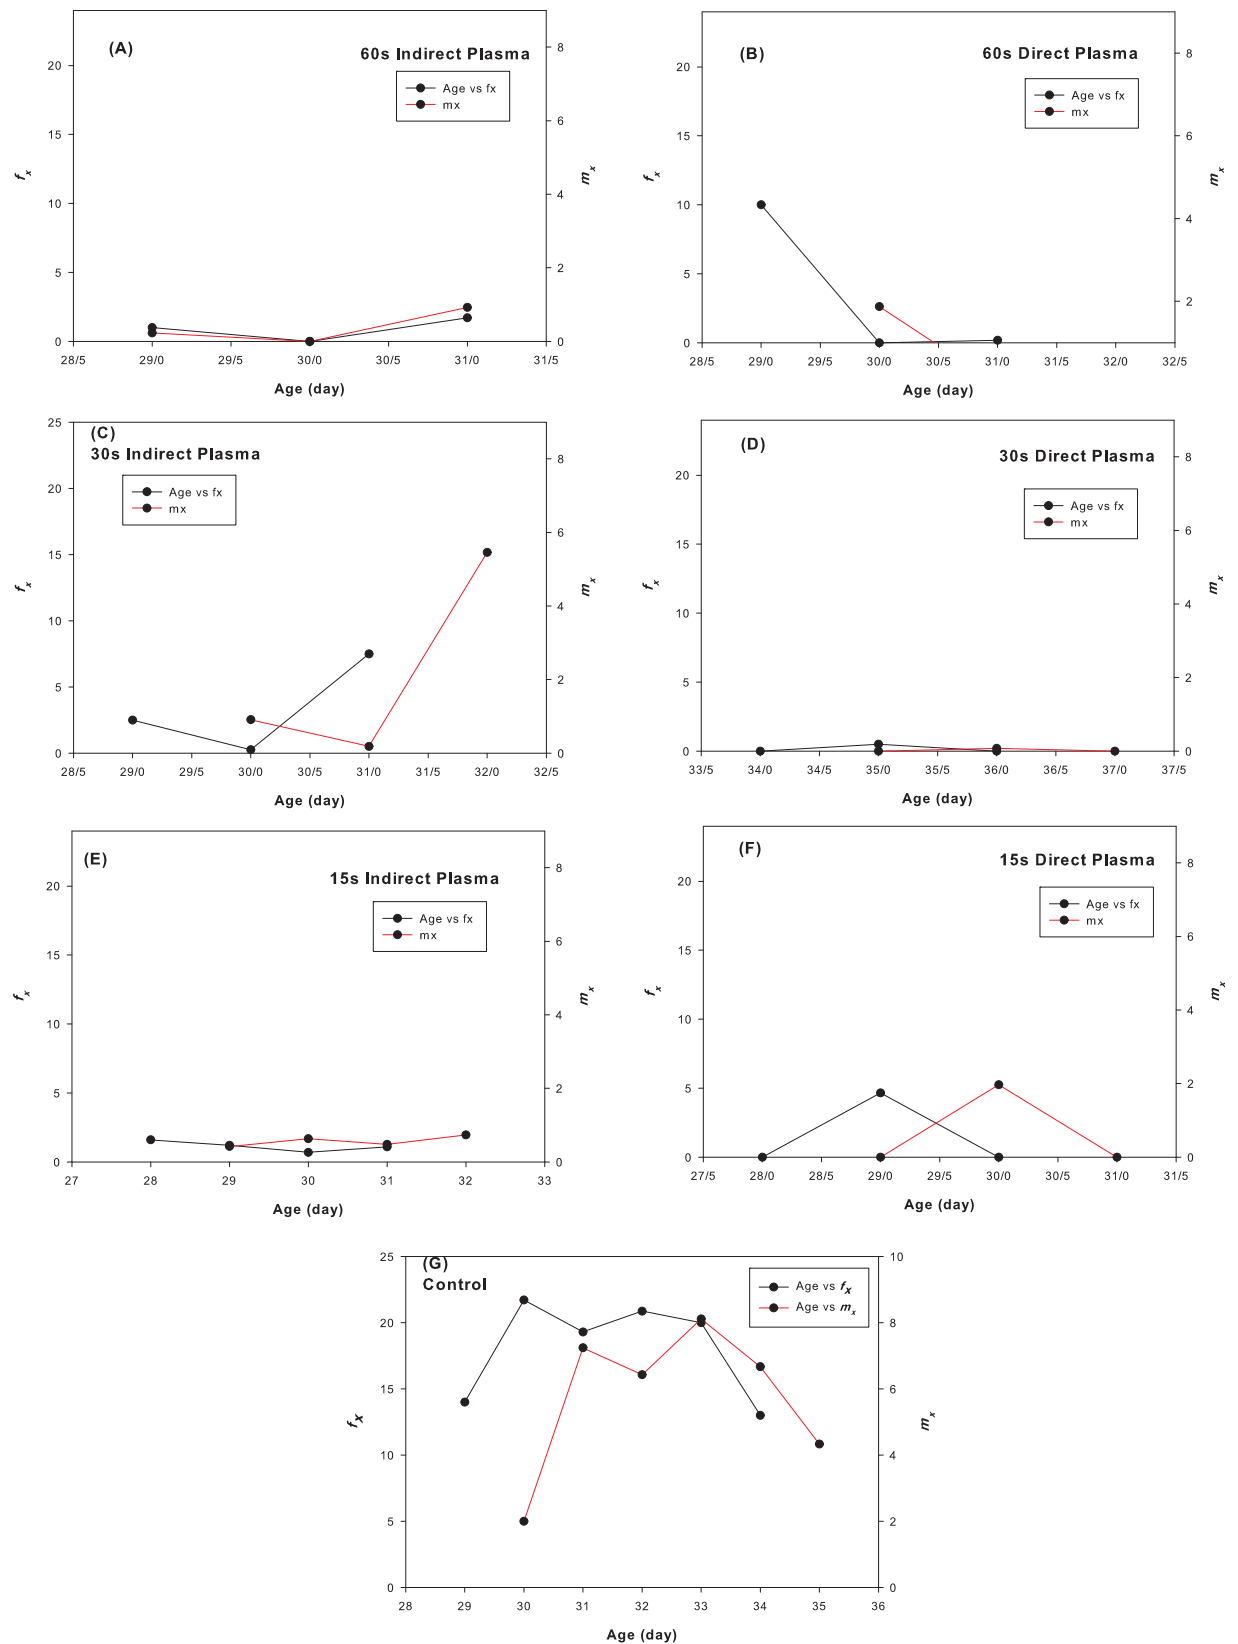 (A)
60s Indirect Plasma
Age vs fx
mx
20
15
10
5
0
8
6
4
2
0
28/5 29/0 29/5 30/0 30/5 31/0 31/5
Age (day)
fx
mx
(B)
60s Direct Plasma
Age vs fx
mx
20
15
10
5
0
8
6
4
2
28/5 29/0 29/5 30/0 30/5 31/0 31/5 32/0 32/5
Age (day)
fx
mx
(C)
30s Indirect Plasma
Age vs fx
mx
25
20
15
10
5
0
8
6
4
2
0
28/5 29/0 29/5 30/0 30/5 31/0 31/5 32/0 32/5
Age (day)
fx
mx
(D)
30s Direct Plasma
Age vs fx
mx
20
15
10
5
0
8
6
4
2
0
33/5 34/0 34/5 35/0 35/5 36/0 36/5 37/0 37/5
Age (day)
fx
mx
(E)
15s Indirect Plasma
Age vs fx
mx
20
15
10
5
0
8
6
4
2
0
27 28 29 30 31 32 33
Age (day)
fx
mx
(F)
15s Direct Plasma
Age vs fx
mx
20
15
10
5
0
8
6
4
2
0
27/5 28/0 28/5 29/0 29/5 30/0 30/5 31/0 31/5
Age (day)
fx
mx
(G)
Control
Age vs fx
Age vs mx
25
20
15
10
5
0
10
8
6
4
2
0
28 29 30 31 32 33 34 35 36
Age (day)
fx
mx